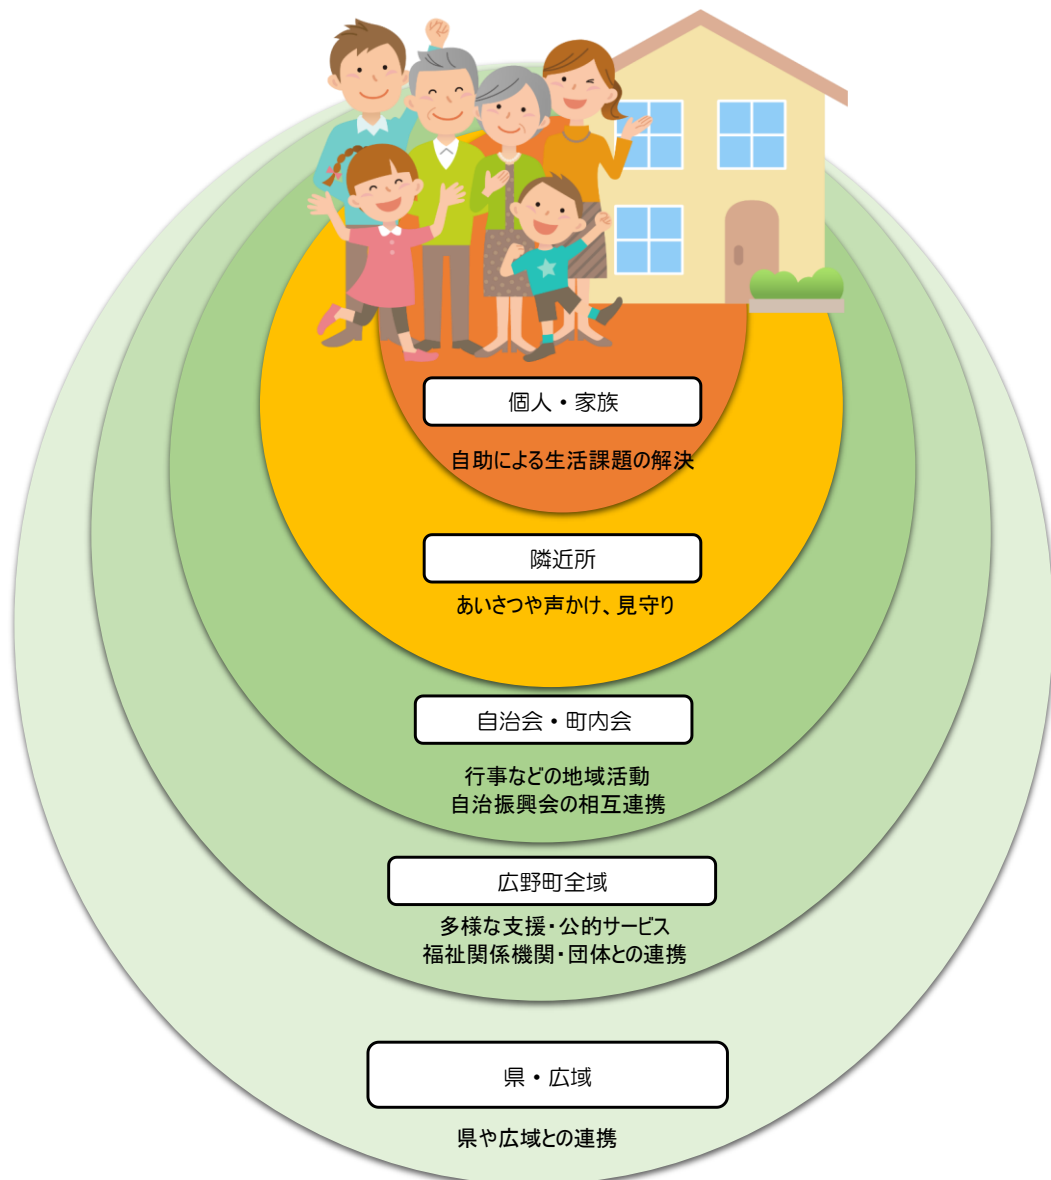 個人・家族
自助による生活課題の解決
隣近所
あいさつや声かけ、見守り
自治会・町内会
行事などの地域活動
自治振興会の相互連携
広野町全域
多様な支援・公的サービス
福祉関係機関・団体との連携
県・広域
県や広域との連携